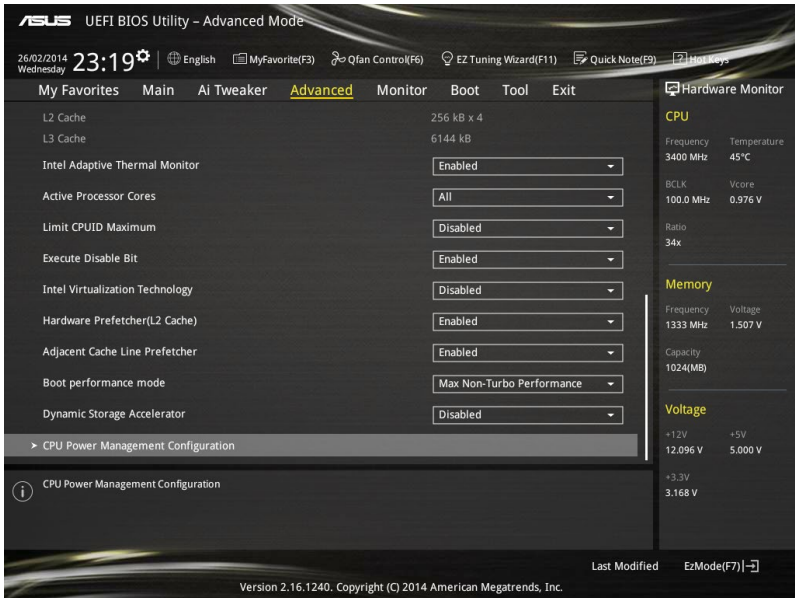 ASUS UEFI BIOS Utility – Advanced Mode
26/02/2014
Wednesday
23:19
English
MyFavorite(F3)
Qfan Control(F6)
EZ Tuning Wizard(F11)
Quick Note(F9)
? Hot Keys
My Favorites
Main
Ai Tweaker
Advanced
Monitor
Boot
Tool
Exit
L2 Cache 256 kB x 4
L3 Cache 6144 kB
Intel Adaptive Thermal Monitor Enabled
Active Processor Cores All
Limit CPUID Maximum Disabled
Execute Disable Bit Enabled
Intel Virtualization Technology Disabled
Hardware Prefetcher(L2 Cache) Enabled
Adjacent Cache Line Prefetcher Enabled
Boot performance mode Max Non-Turbo Performance
Dynamic Storage Accelerator Disabled
> CPU Power Management Configuration
i CPU Power Management Configuration
Hardware Monitor
CPU
Frequency Temperature
3400 MHz 45°C
BCLK Vcore
100.0 MHz 0.976 V
Ratio
34x
Memory
Frequency Voltage
1333 MHz 1.507 V
Capacity
1024(MB)
Voltage
+12V +5V
12.096 V 5.000 V
+3.3V
3.168 V
Last Modified
EzMode(F7)
Version 2.16.1240. Copyright (C) 2014 American Megatrends, Inc.